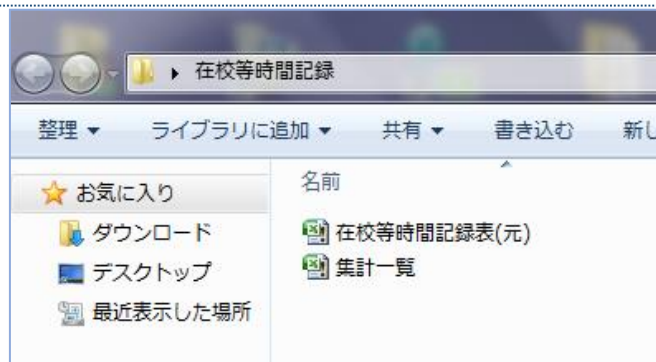 在校等時間記録
整理 ライブラリに追加 共有 書き込む 新し
お気に入り
ダウンロード
デスクトップ
最近表示した場所
名前
在校等時間記録表(元)
集計一覧